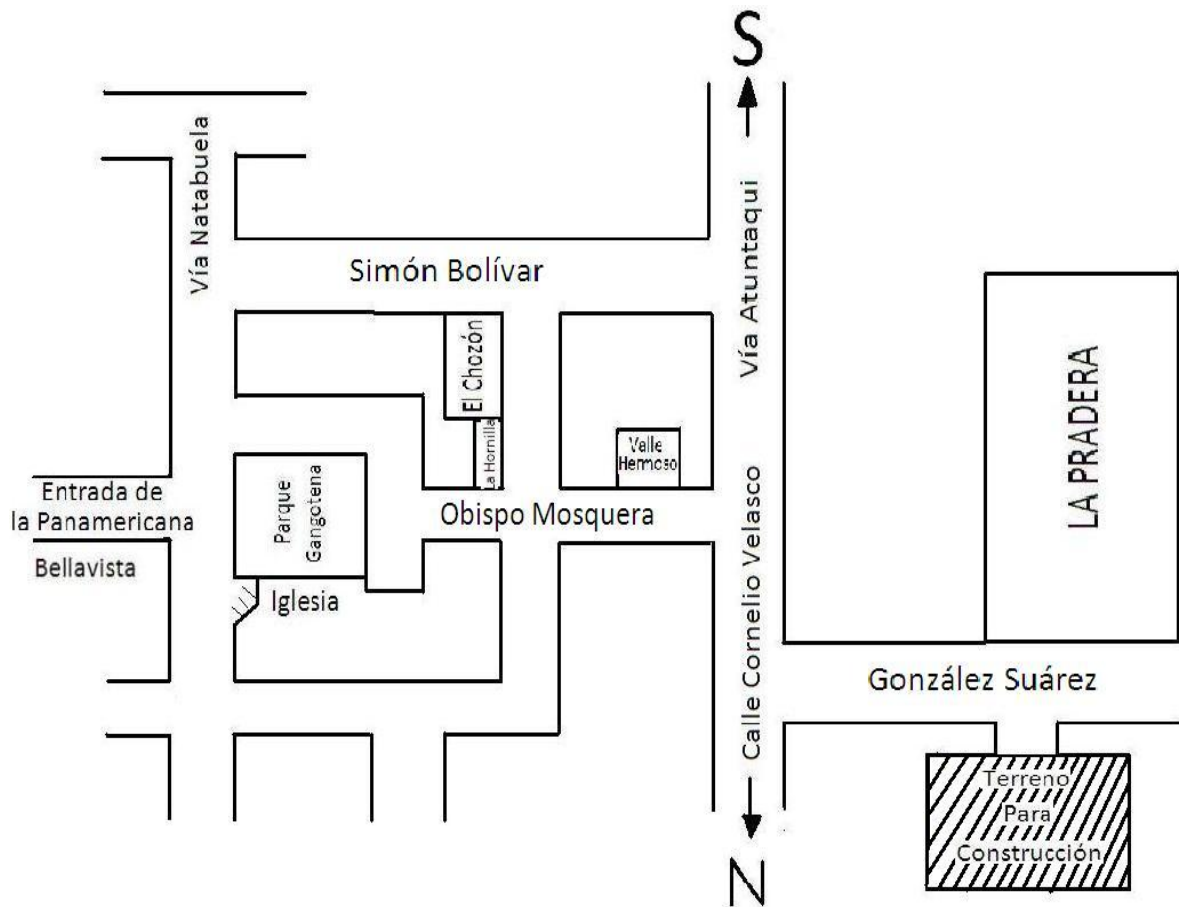 S
Vía Natabuela
Simón Bolívar
Vía Atuntaqui
El Chozón
La Hornilla
Valle
Hermoso
LA PRADERA
Entrada de
la Panamericana
Bellavista
Parque
Gangotena
Obispo Mosquera
Iglesia
Calle Cornelio Velasco
González Suárez
Terreno
Para
Construcción
N